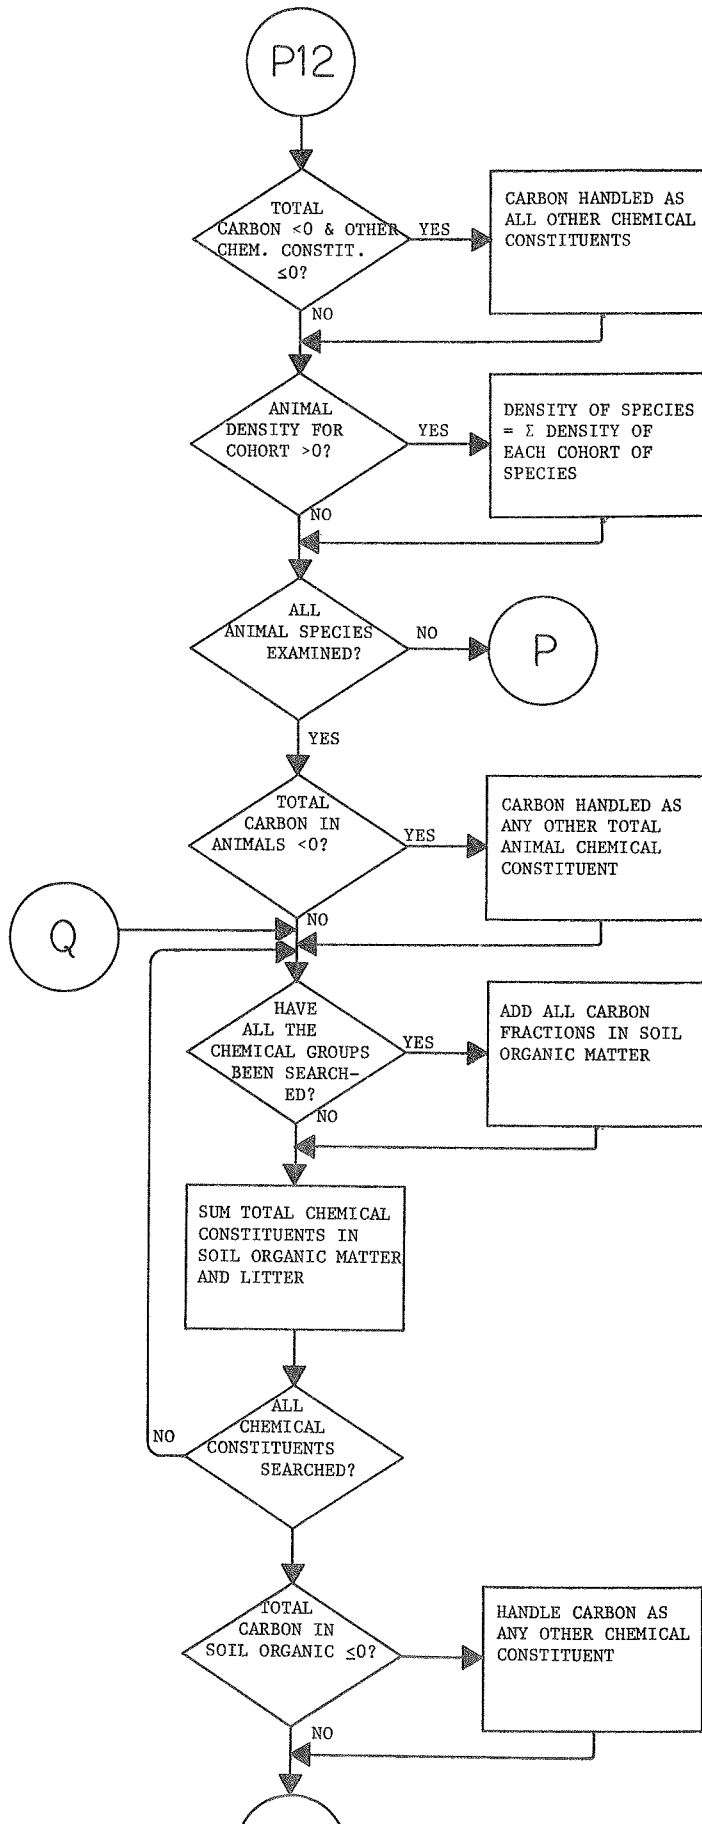 P12
TOTAL
CARBON <0 & OTHER
CHEM. CONSTIT.
≤0?
YES
CARBON HANDLED AS
ALL OTHER CHEMICAL
CONSTITUENTS
NO
ANIMAL
DENSITY FOR
COHORT >0?
YES
DENSITY OF SPECIES
= Σ DENSITY OF
EACH COHORT OF
SPECIES
NO
ALL
ANIMAL SPECIES
EXAMINED?
NO
P
YES
TOTAL
CARBON IN
ANIMALS <0?
YES
CARBON HANDLED AS
ANY OTHER TOTAL
ANIMAL CHEMICAL
CONSTITUENT
NO
Q
HAVE
ALL THE
CHEMICAL GROUPS
BEEN SEARCH-
ED?
YES
ADD ALL CARBON
FRACTIONS IN SOIL
ORGANIC MATTER
NO
SUM TOTAL CHEMICAL
CONSTITUENTS IN
SOIL ORGANIC MATTER
AND LITTER
ALL
CHEMICAL
CONSTITUENTS
SEARCHED?
NO
TOTAL
CARBON IN
SOIL ORGANIC ≤0?
HANDLE CARBON AS
ANY OTHER CHEMICAL
CONSTITUENT
NO